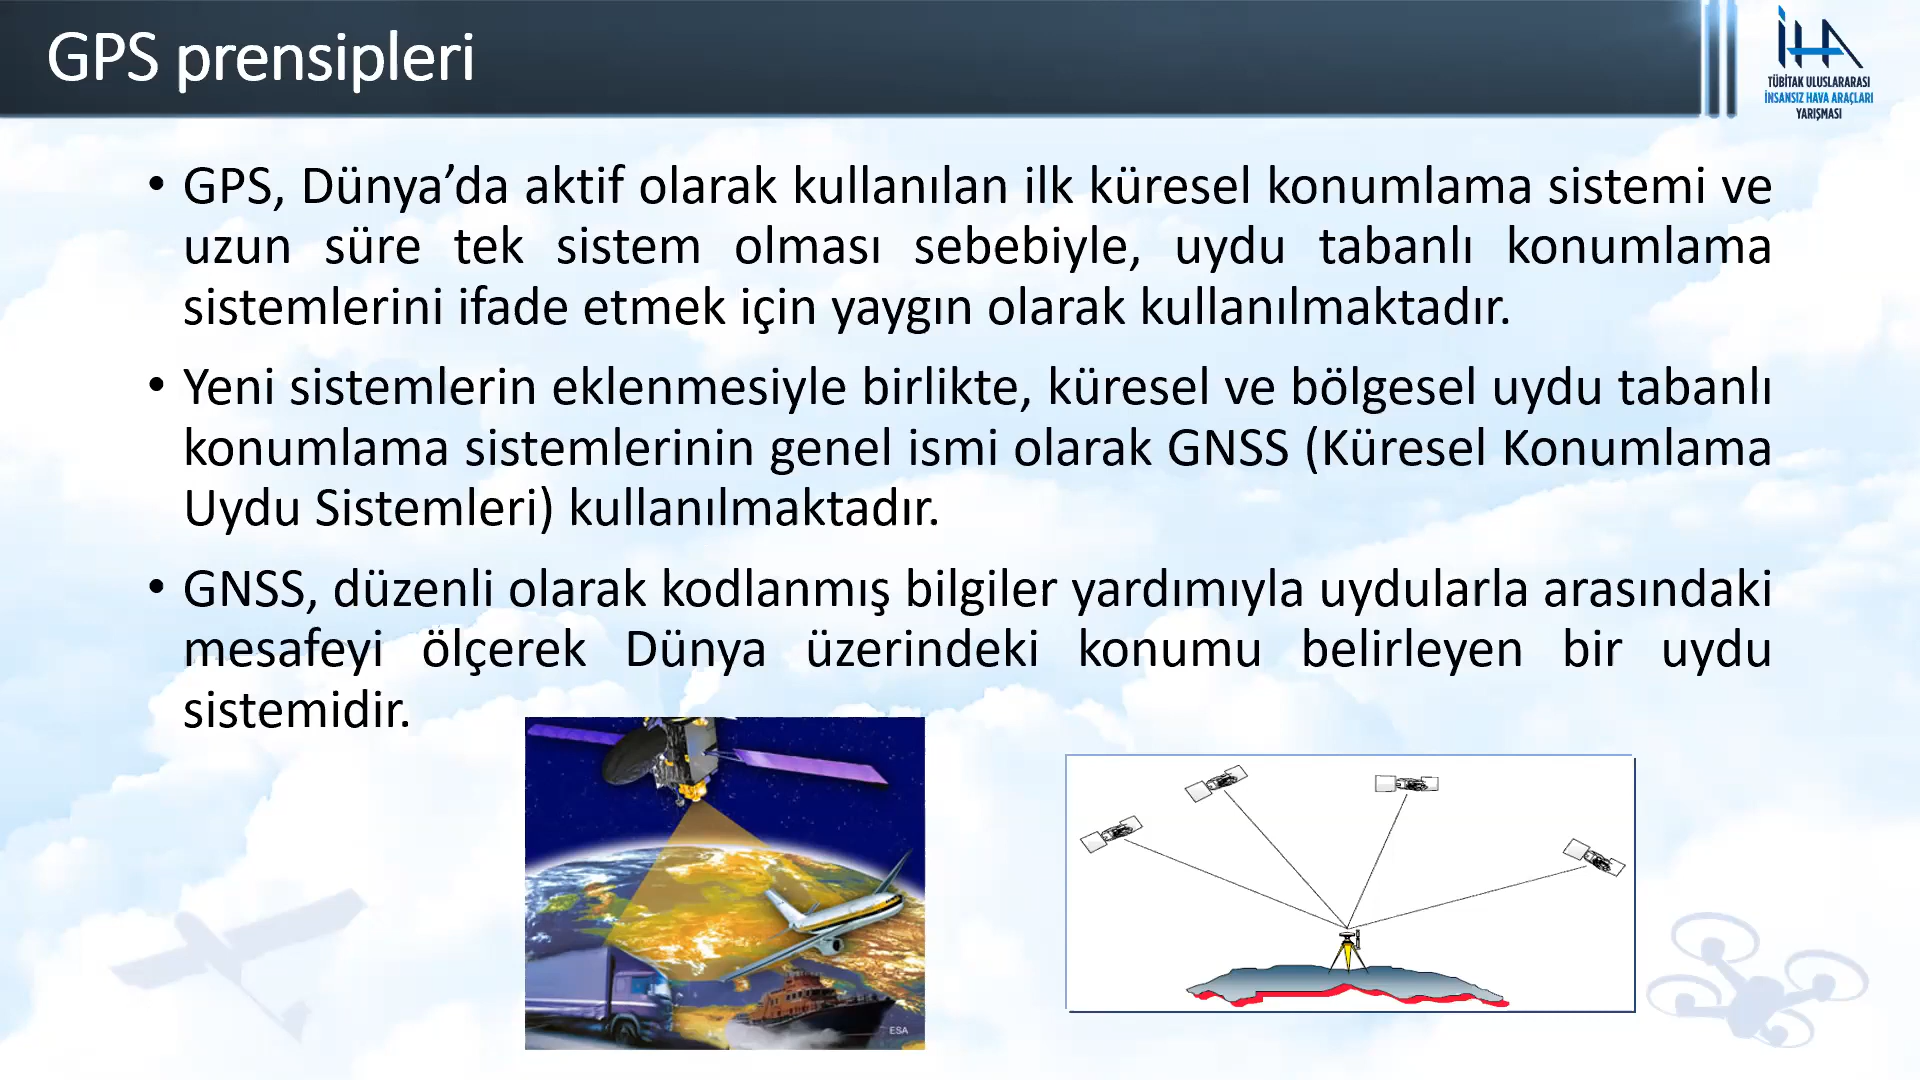 GPS prensipleri
İHA
TÜBİTAK ULUSLARARASI
İNSANSIZ HAVA ARAÇLARI
YARIŞMASI
• GPS, Dünya’da aktif olarak kullanılan ilk küresel konumlama sistemi ve
uzun süre tek sistem olması sebebiyle, uydu tabanlı konumlama
sistemlerini ifade etmek için yaygın olarak kullanılmaktadır.
• Yeni sistemlerin eklenmesiyle birlikte, küresel ve bölgesel uydu tabanlı
konumlama sistemlerinin genel ismi olarak GNSS (Küresel Konumlama
Uydu Sistemleri) kullanılmaktadır.
• GNSS, düzenli olarak kodlanmış bilgiler yardımıyla uydularla arasındaki
mesafeyi ölçerek Dünya üzerindeki konumu belirleyen bir uydu
sistemidir.
ESA